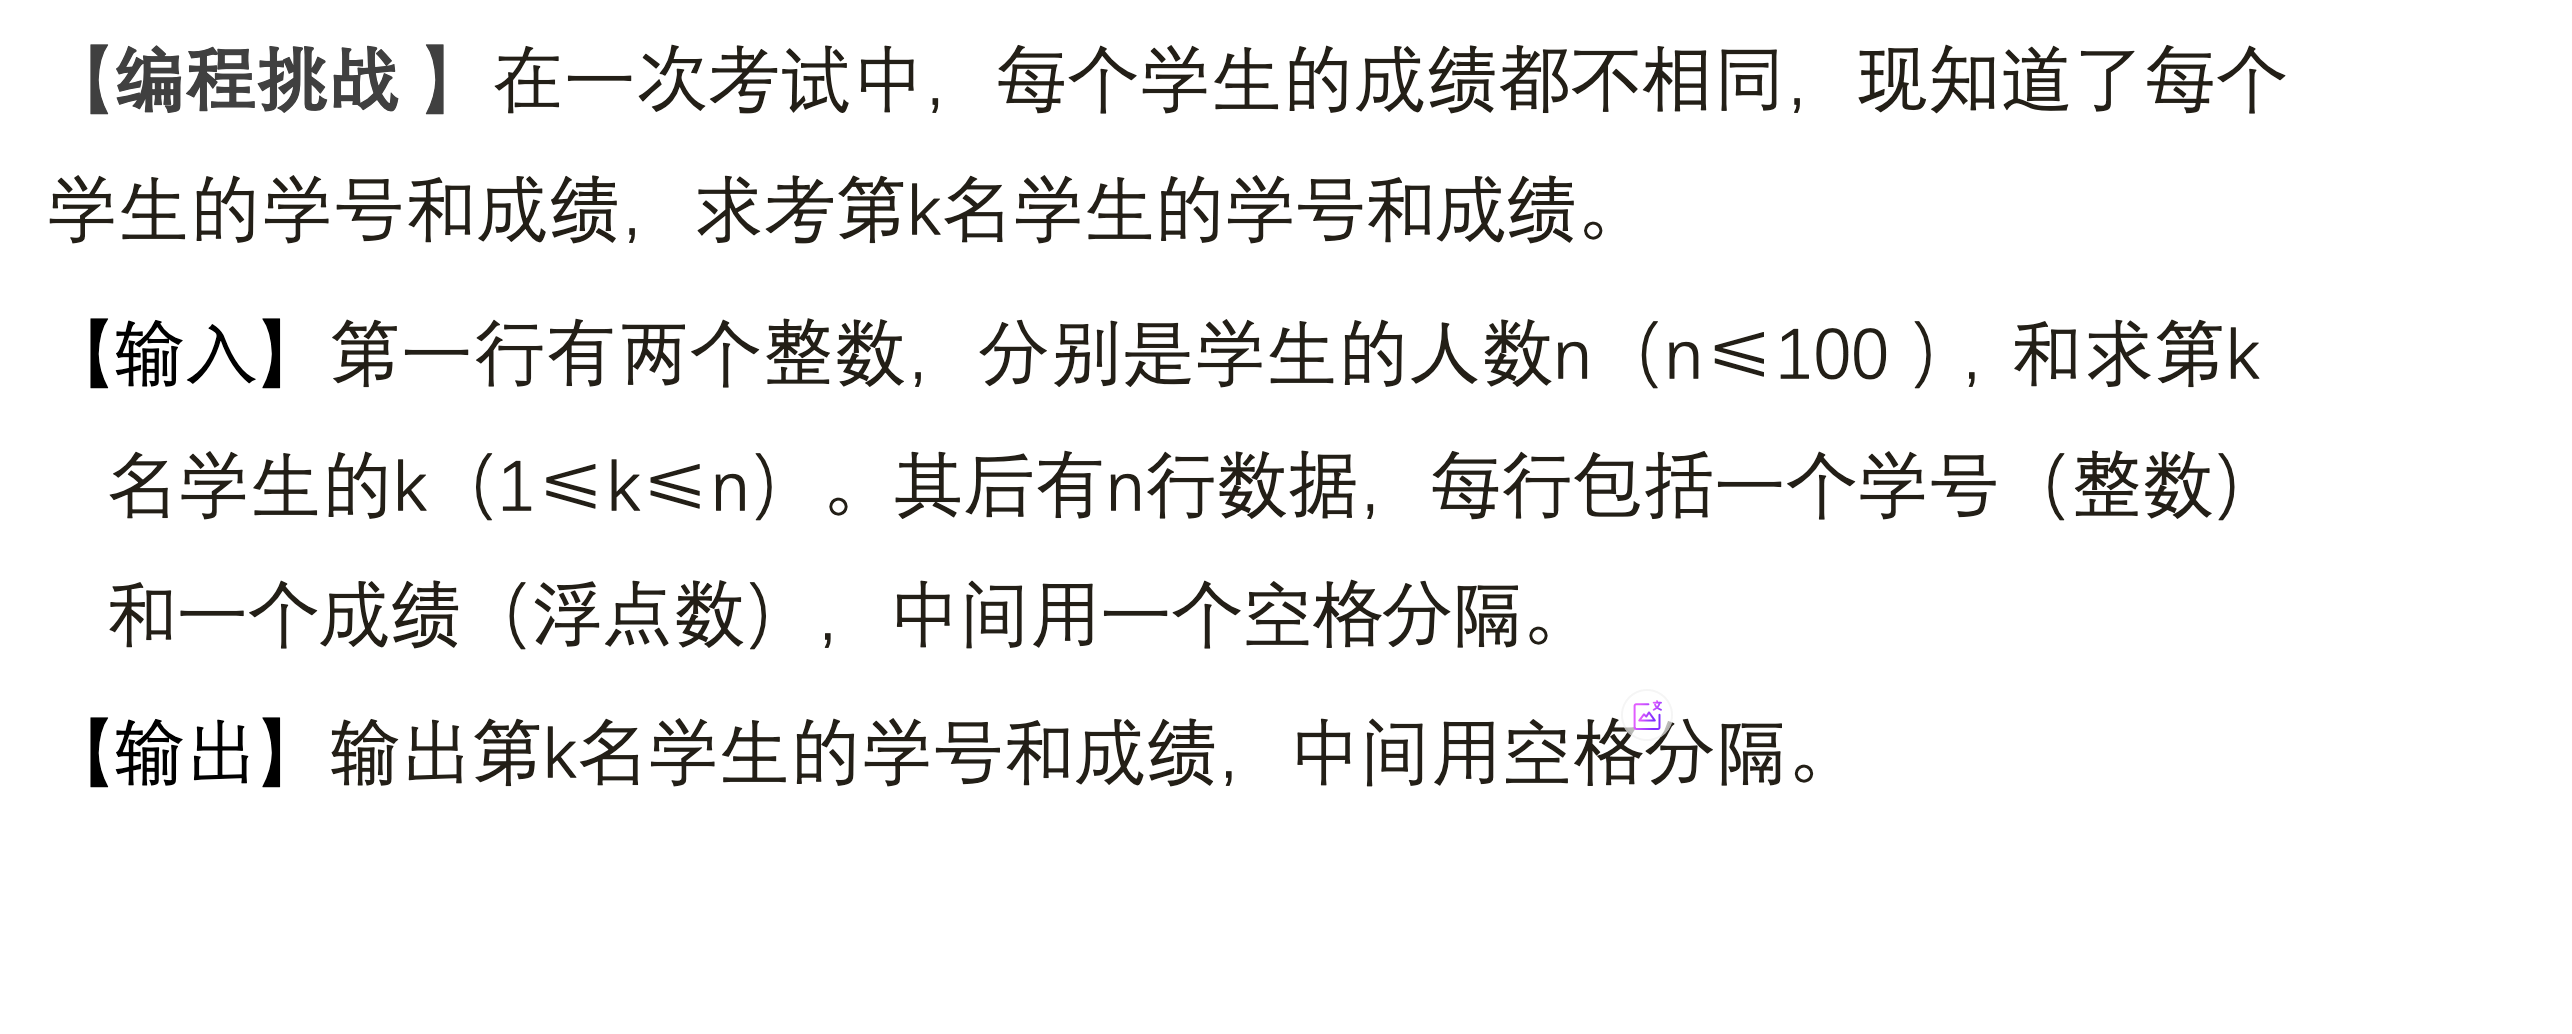 【编程挑战 】在一次考试中，每个学生的成绩都不相同，现知道了每个
学生的学号和成绩，求考第k名学生的学号和成绩。
【输入】第一行有两个整数，分别是学生的人数n（n≤100 ），和求第k
名学生的k（1≤k≤n）。其后有n行数据，每行包括一个学号（整数）
和一个成绩（浮点数），中间用一个空格分隔。
【输出】输出第k名学生的学号和成绩，中间用空格分隔。